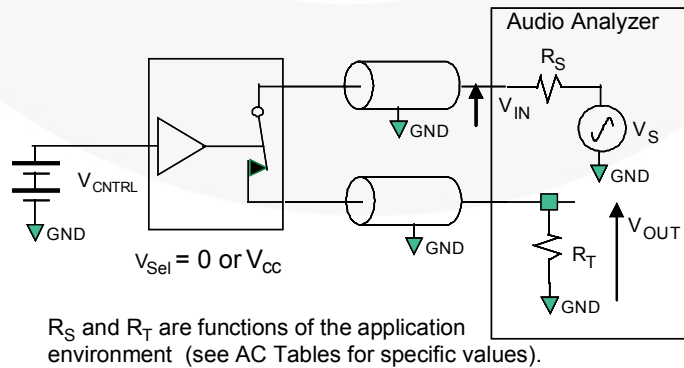 Audio Analyzer
R_S
V_IN
GND
V_S
GND
V_CNTRL
GND
GND
V_OUT
R_T
V_Sel = 0 or V_cc
GND
R_S and R_T are functions of the application
environment (see AC Tables for specific values).